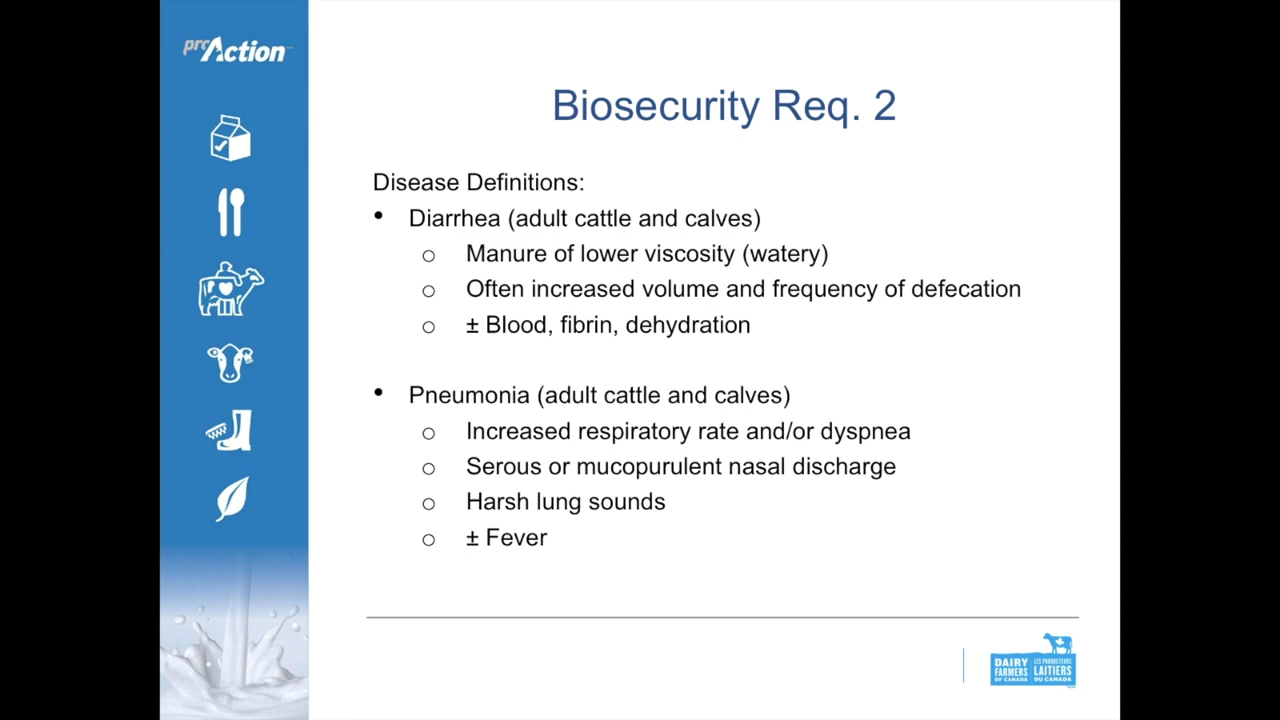 proAction
Biosecurity Req. 2
Disease Definitions:
• Diarrhea (adult cattle and calves)
o Manure of lower viscosity (watery)
o Often increased volume and frequency of defecation
o ± Blood, fibrin, dehydration
• Pneumonia (adult cattle and calves)
o Increased respiratory rate and/or dyspnea
o Serous or mucopurulent nasal discharge
o Harsh lung sounds
o ± Fever
DAIRY
FARMERS
OF CANADA
LES PRODUCTEURS
LAITIERS
DU CANADA